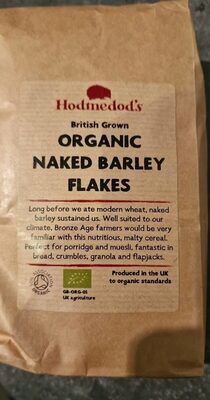 Hodmedod's
British Grown
ORGANIC
NAKED BARLEY
FLAKES
Long before we ate modern wheat, naked
barley sustained us. Well suited to our
climate, Bronze Age farmers would be very
familiar with this nutritious, malty cereal.
Perfect for porridge and muesli, fantastic in
bread, crumbles, granola and flapjacks.
SOIL ASSOCIATION
ORGANIC
GB-ORG-05
UK agriculture
Produced in the UK
to organic standards